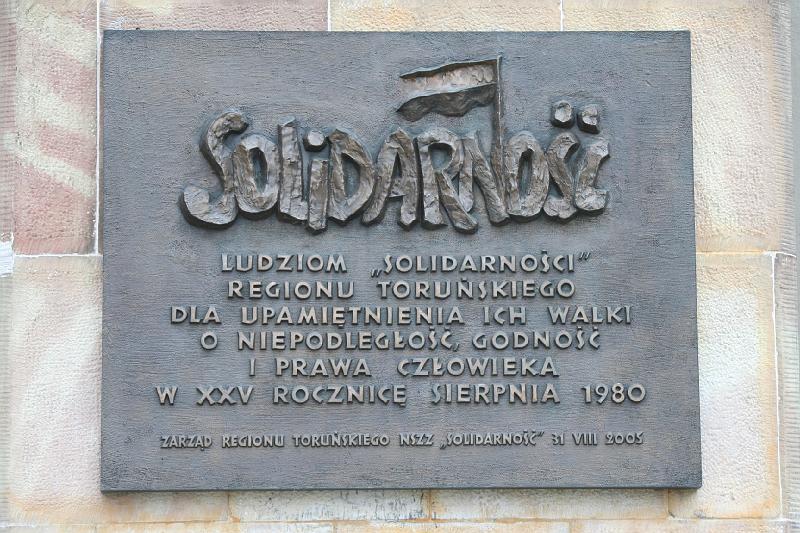 SOLIDARNOŚĆ
LUDZIOM „SOLIDARNOŚCI”
REGIONU TORUŃSKIEGO
DLA UPAMIĘTNIENIA ICH WALKI
O NIEPODLEGŁOŚĆ, GODNOŚĆ
I PRAWA CZŁOWIEKA
W XXV ROCZNICĘ SIERPNIA 1980
ZARZĄD REGIONU TORUŃSKIEGO NSZZ „SOLIDARNOŚĆ” 31 VIII 2005